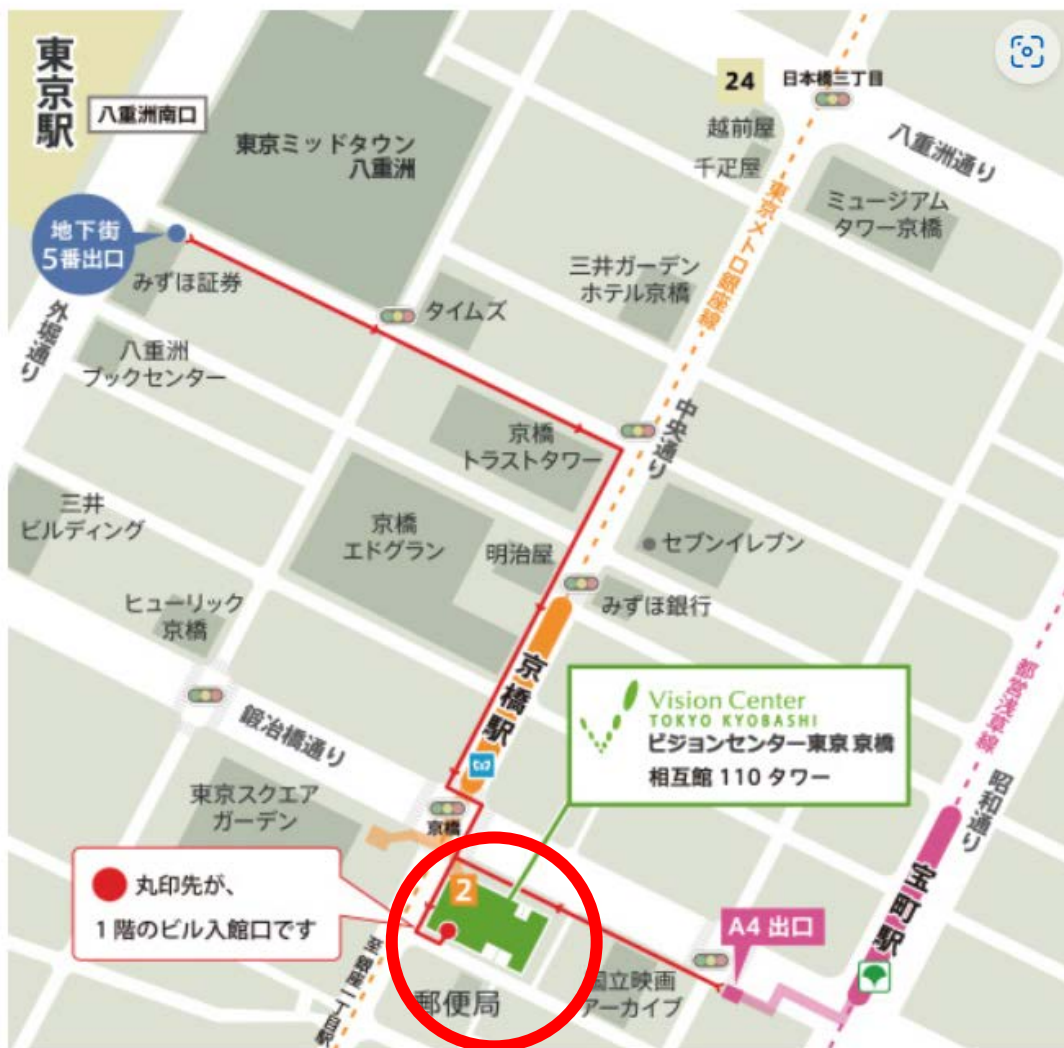 東京駅
八重洲南口
東京ミッドタウン
八重洲
24
日本橋三丁目
越前屋
千疋屋
八重洲通り
ミュージアム
タワー京橋
東京メトロ銀座線
地下街
5番出口
みずほ証券
三井ガーデン
ホテル京橋
タイムズ
外堀通り
八重洲
ブックセンター
中央通り
京橋
トラストタワー
三井
ビルディング
京橋
エドグラン
明治屋
セブンイレブン
みずほ銀行
ヒューリック
京橋
京橋駅
都営浅草線
Vision Center
TOKYO KYOBASHI
ビジョンセンター東京 京橋
相互館 110 タワー
鍛冶橋通り
昭和通り
東京スクエア
ガーデン
京橋
宝町駅
丸印先が、
1階のビル入館口です
2
A4 出口
至 銀座一丁目駅
郵便局
国立映画
アーカイブ